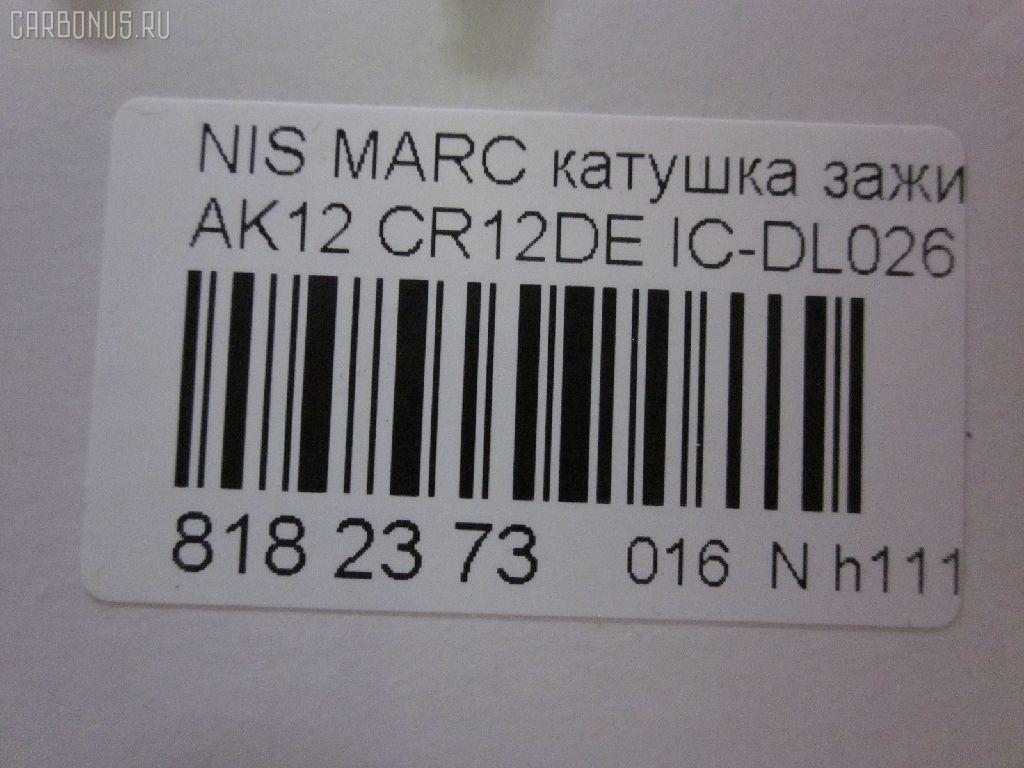 CARBONUS.RU
NIS MARC катушка зажи
AK12 CR12DE IC-DL026
818 23 73 016 N h111